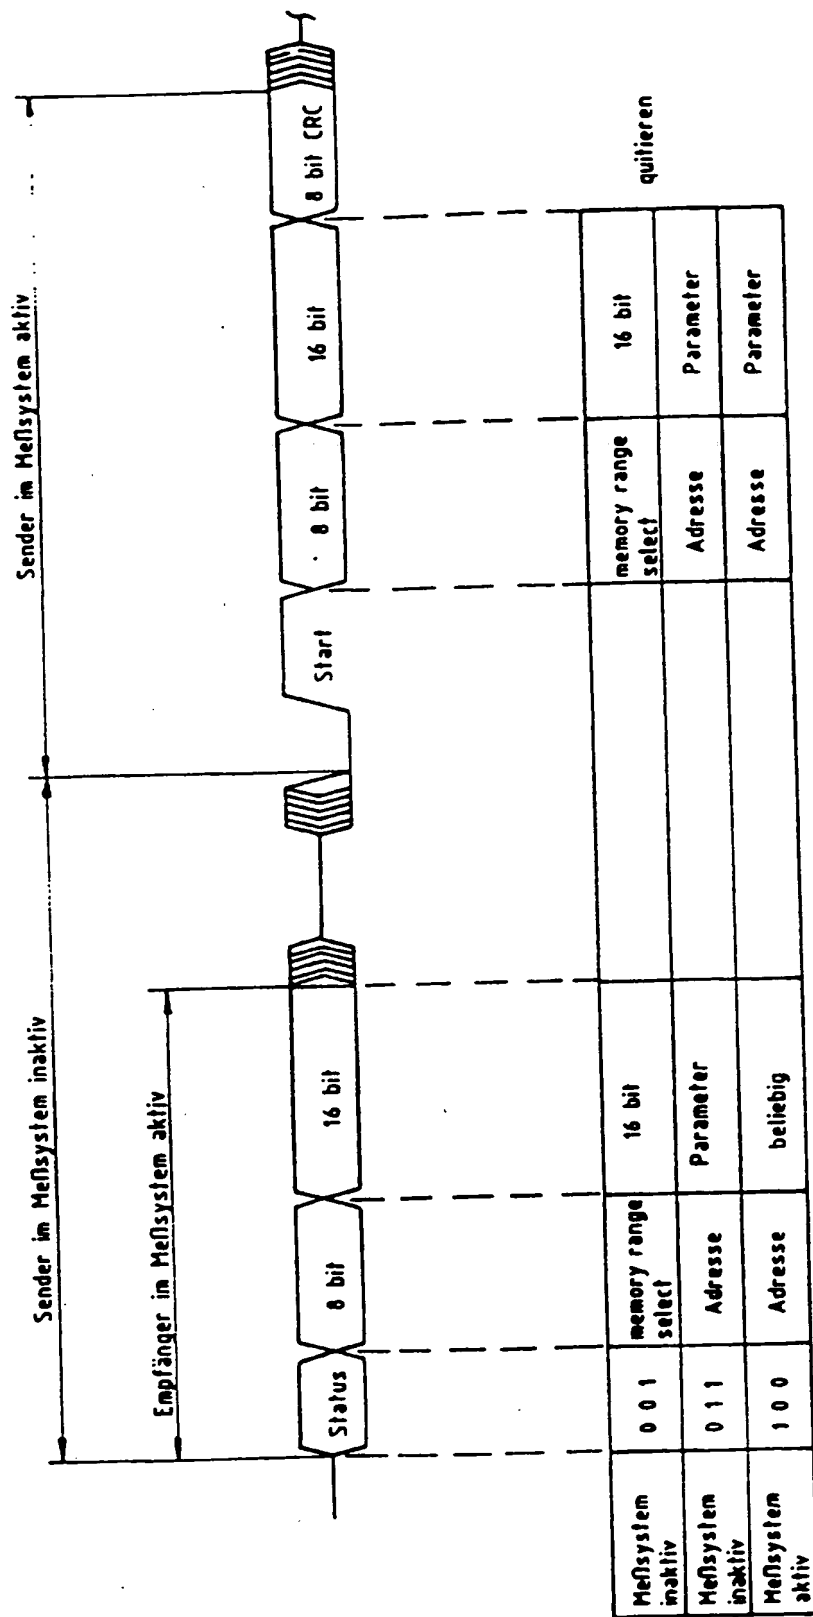 Sender im Meßsystem inaktiv
Sender im Meßsystem aktiv
Empfänger im Meßsystem aktiv
Status
8 bit
16 bit
Start
8 bit
16 bit
8 bit CRC
Meßsystem
inaktiv
0 0 1
memory range
select
16 bit
memory range
select
16 bit
quitieren
Meßsystem
inaktiv
0 1 1
Adresse
Parameter
Adresse
Parameter
Meßsystem
aktiv
1 0 0
Adresse
beliebig
Adresse
Parameter